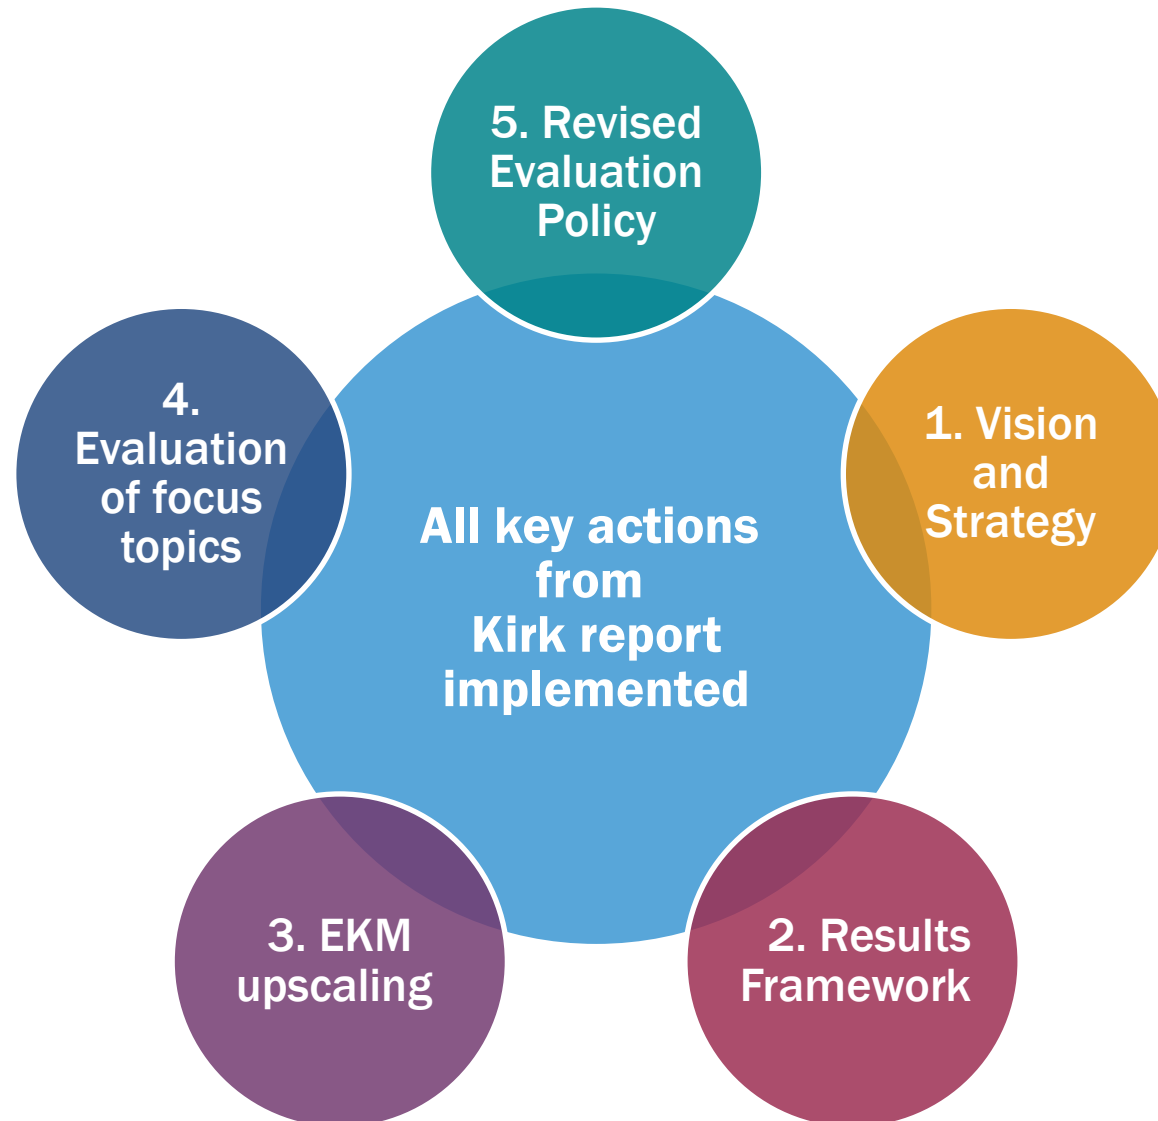 5. Revised
Evaluation
Policy
4.
Evaluation
of focus
topics
1. Vision
and
Strategy
All key actions
from
Kirk report
implemented
3. EKM
upscaling
2. Results
Framework